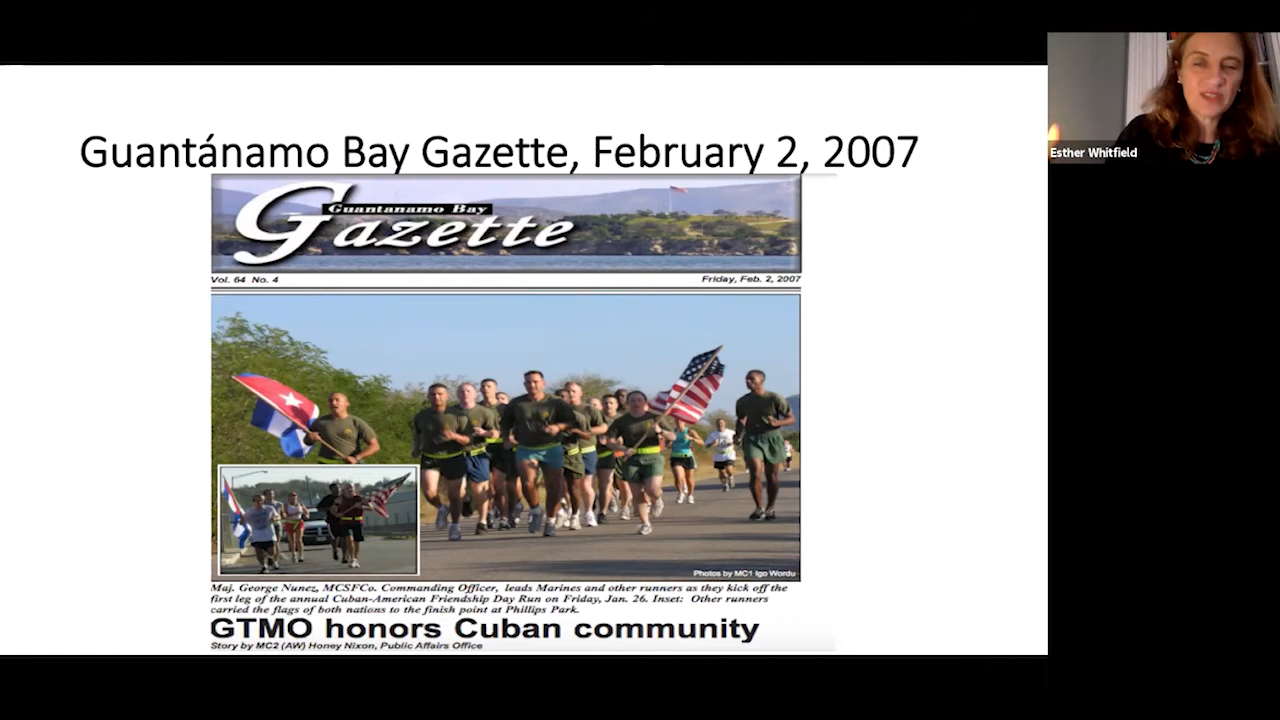 Guantánamo Bay Gazette, February 2, 2007
Guantanamo Bay
Gazette
Vol. 64 No. 4
Friday, Feb. 2, 2007
Photos by MC1 Igo Wordu
Maj. George Nunez, MCSFCo. Commanding Officer, leads Marines and other runners as they kick off the
first leg of the annual Cuban-American Friendship Day Run on Friday, Jan. 26. Inset: Other runners
carried the flags of both nations to the finish point at Phillips Park.
GTMO honors Cuban community
Story by MC2 (AW) Honey Nixon, Public Affairs Office
Esther Whitfield